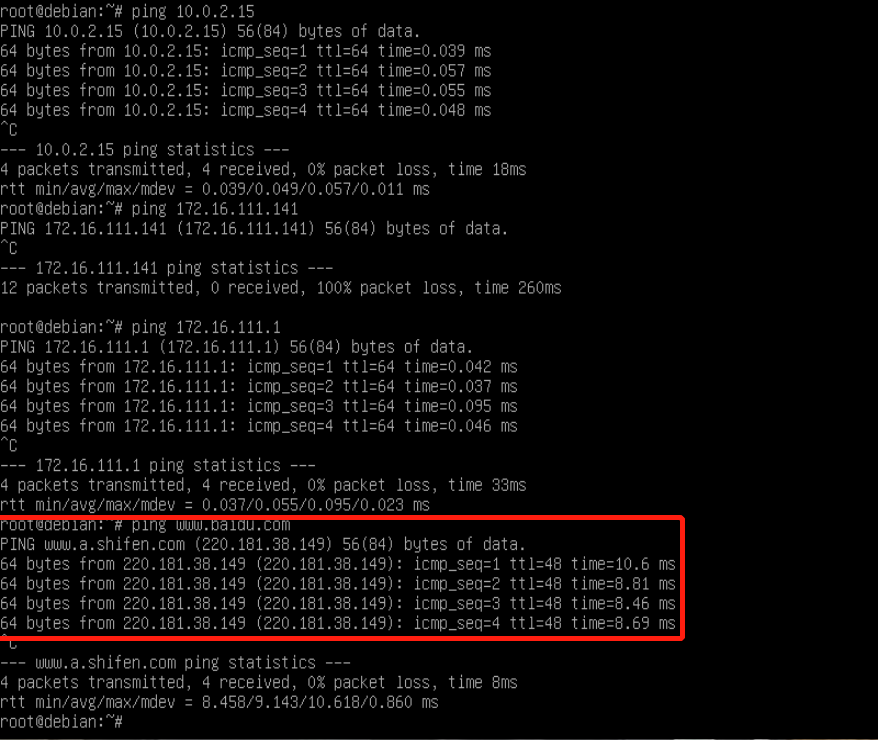 root@debian:~# ping 10.0.2.15
PING 10.0.2.15 (10.0.2.15) 56(84) bytes of data.
64 bytes from 10.0.2.15: icmp_seq=1 ttl=64 time=0.039 ms
64 bytes from 10.0.2.15: icmp_seq=2 ttl=64 time=0.057 ms
64 bytes from 10.0.2.15: icmp_seq=3 ttl=64 time=0.055 ms
64 bytes from 10.0.2.15: icmp_seq=4 ttl=64 time=0.048 ms
^C
--- 10.0.2.15 ping statistics ---
4 packets transmitted, 4 received, 0% packet loss, time 18ms
rtt min/avg/max/mdev = 0.039/0.049/0.057/0.011 ms
root@debian:~# ping 172.16.111.141
PING 172.16.111.141 (172.16.111.141) 56(84) bytes of data.
^C
--- 172.16.111.141 ping statistics ---
12 packets transmitted, 0 received, 100% packet loss, time 260ms
root@debian:~# ping 172.16.111.1
PING 172.16.111.1 (172.16.111.1) 56(84) bytes of data.
64 bytes from 172.16.111.1: icmp_seq=1 ttl=64 time=0.042 ms
64 bytes from 172.16.111.1: icmp_seq=2 ttl=64 time=0.037 ms
64 bytes from 172.16.111.1: icmp_seq=3 ttl=64 time=0.095 ms
64 bytes from 172.16.111.1: icmp_seq=4 ttl=64 time=0.046 ms
^C
--- 172.16.111.1 ping statistics ---
4 packets transmitted, 4 received, 0% packet loss, time 33ms
rtt min/avg/max/mdev = 0.037/0.055/0.095/0.023 ms
root@debian:~# ping www.baidu.com
PING www.a.shifen.com (220.181.38.149) 56(84) bytes of data.
64 bytes from 220.181.38.149 (220.181.38.149): icmp_seq=1 ttl=48 time=10.6 ms
64 bytes from 220.181.38.149 (220.181.38.149): icmp_seq=2 ttl=48 time=8.81 ms
64 bytes from 220.181.38.149 (220.181.38.149): icmp_seq=3 ttl=48 time=8.46 ms
64 bytes from 220.181.38.149 (220.181.38.149): icmp_seq=4 ttl=48 time=8.69 ms
^C
--- www.a.shifen.com ping statistics ---
4 packets transmitted, 4 received, 0% packet loss, time 8ms
rtt min/avg/max/mdev = 8.458/9.143/10.618/0.860 ms
root@debian:~#